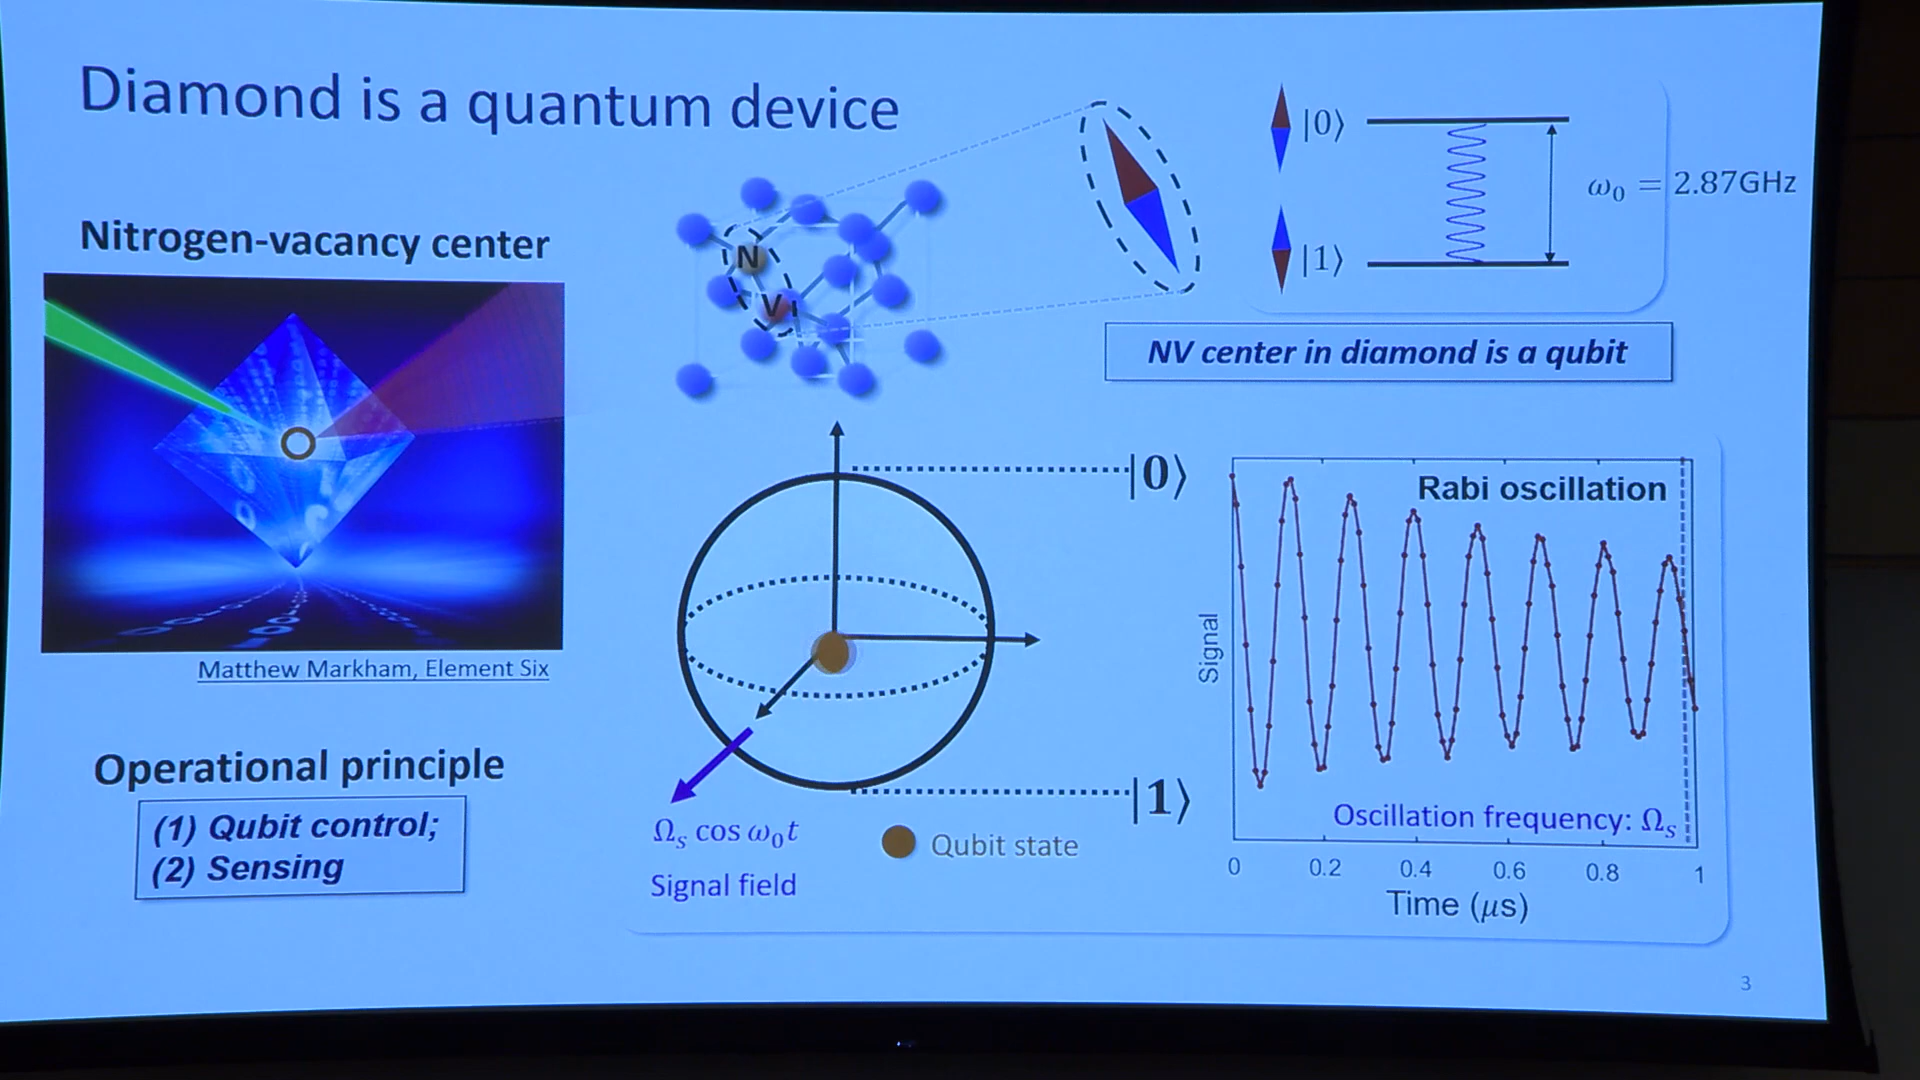 Diamond is a quantum device
Nitrogen-vacancy center
Matthew Markham, Element Six
Operational principle
(1) Qubit control;
(2) Sensing
N
V
|0⟩
|1⟩
ω₀ = 2.87GHz
NV center in diamond is a qubit
|0⟩
|1⟩
Ωₛ cos ω₀t
Signal field
Qubit state
Rabi oscillation
Signal
Oscillation frequency: Ωₛ
0 0.2 0.4 0.6 0.8 1
Time (μs)
3